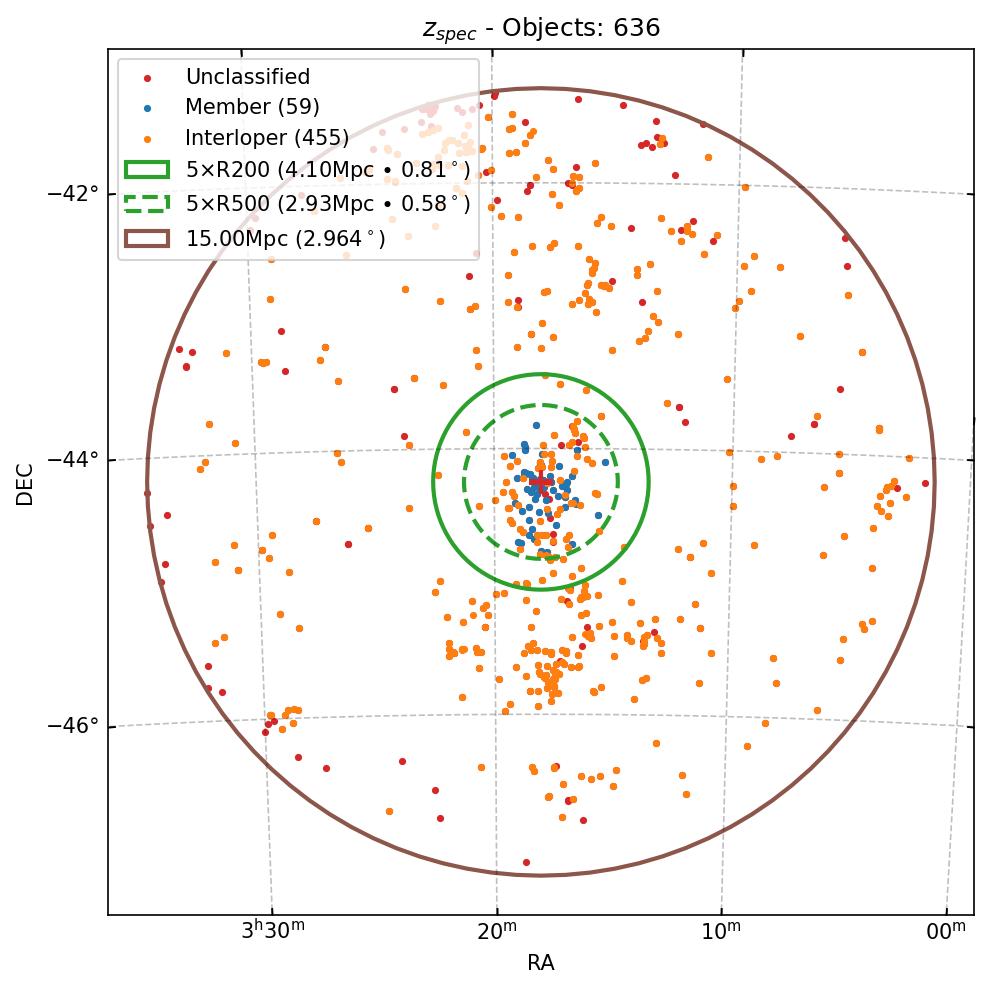 z_spec - Objects: 636
Unclassified
Member (59)
Interloper (455)
5×R200 (4.10Mpc • 0.81°)
5×R500 (2.93Mpc • 0.58°)
15.00Mpc (2.964°)
−42°
−44°
−46°
DEC
3h30m
20m
10m
00m
RA